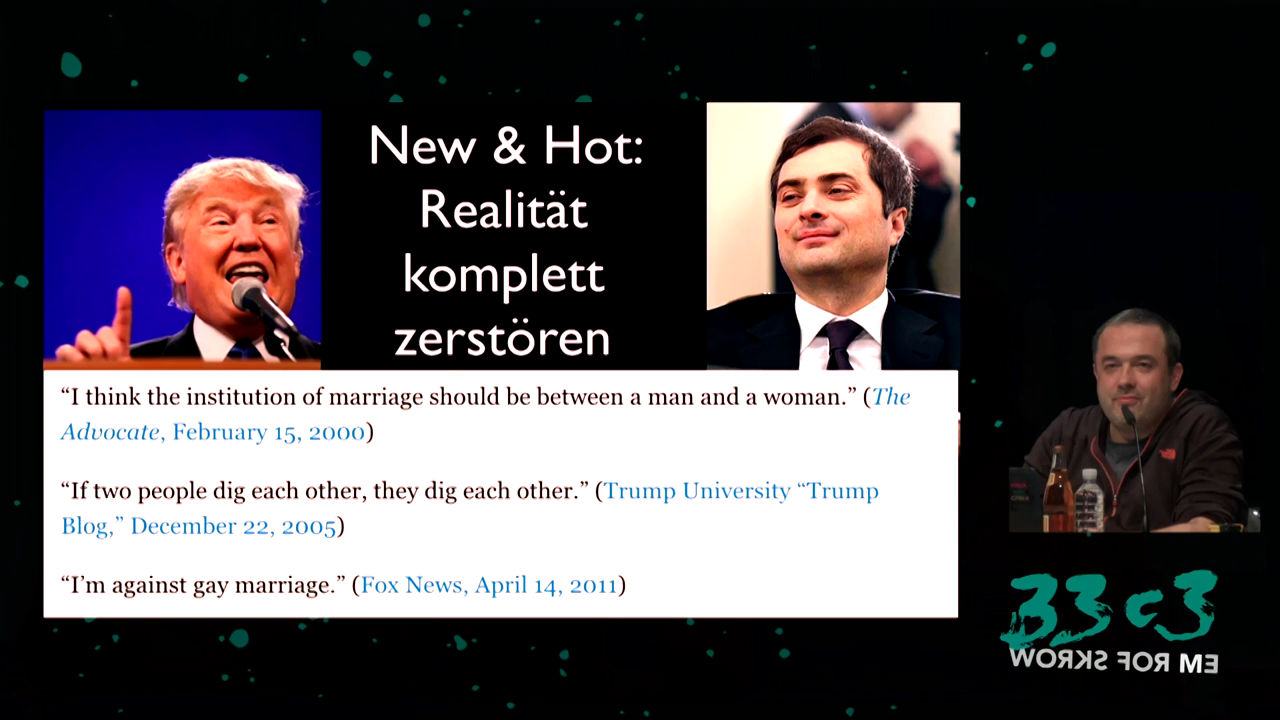 New & Hot:
Realität
komplett
zerstören
“I think the institution of marriage should be between a man and a woman.” (The
Advocate, February 15, 2000)
“If two people dig each other, they dig each other.” (Trump University “Trump
Blog,” December 22, 2005)
“I’m against gay marriage.” (Fox News, April 14, 2011)
33c3
WORKS FOR ME